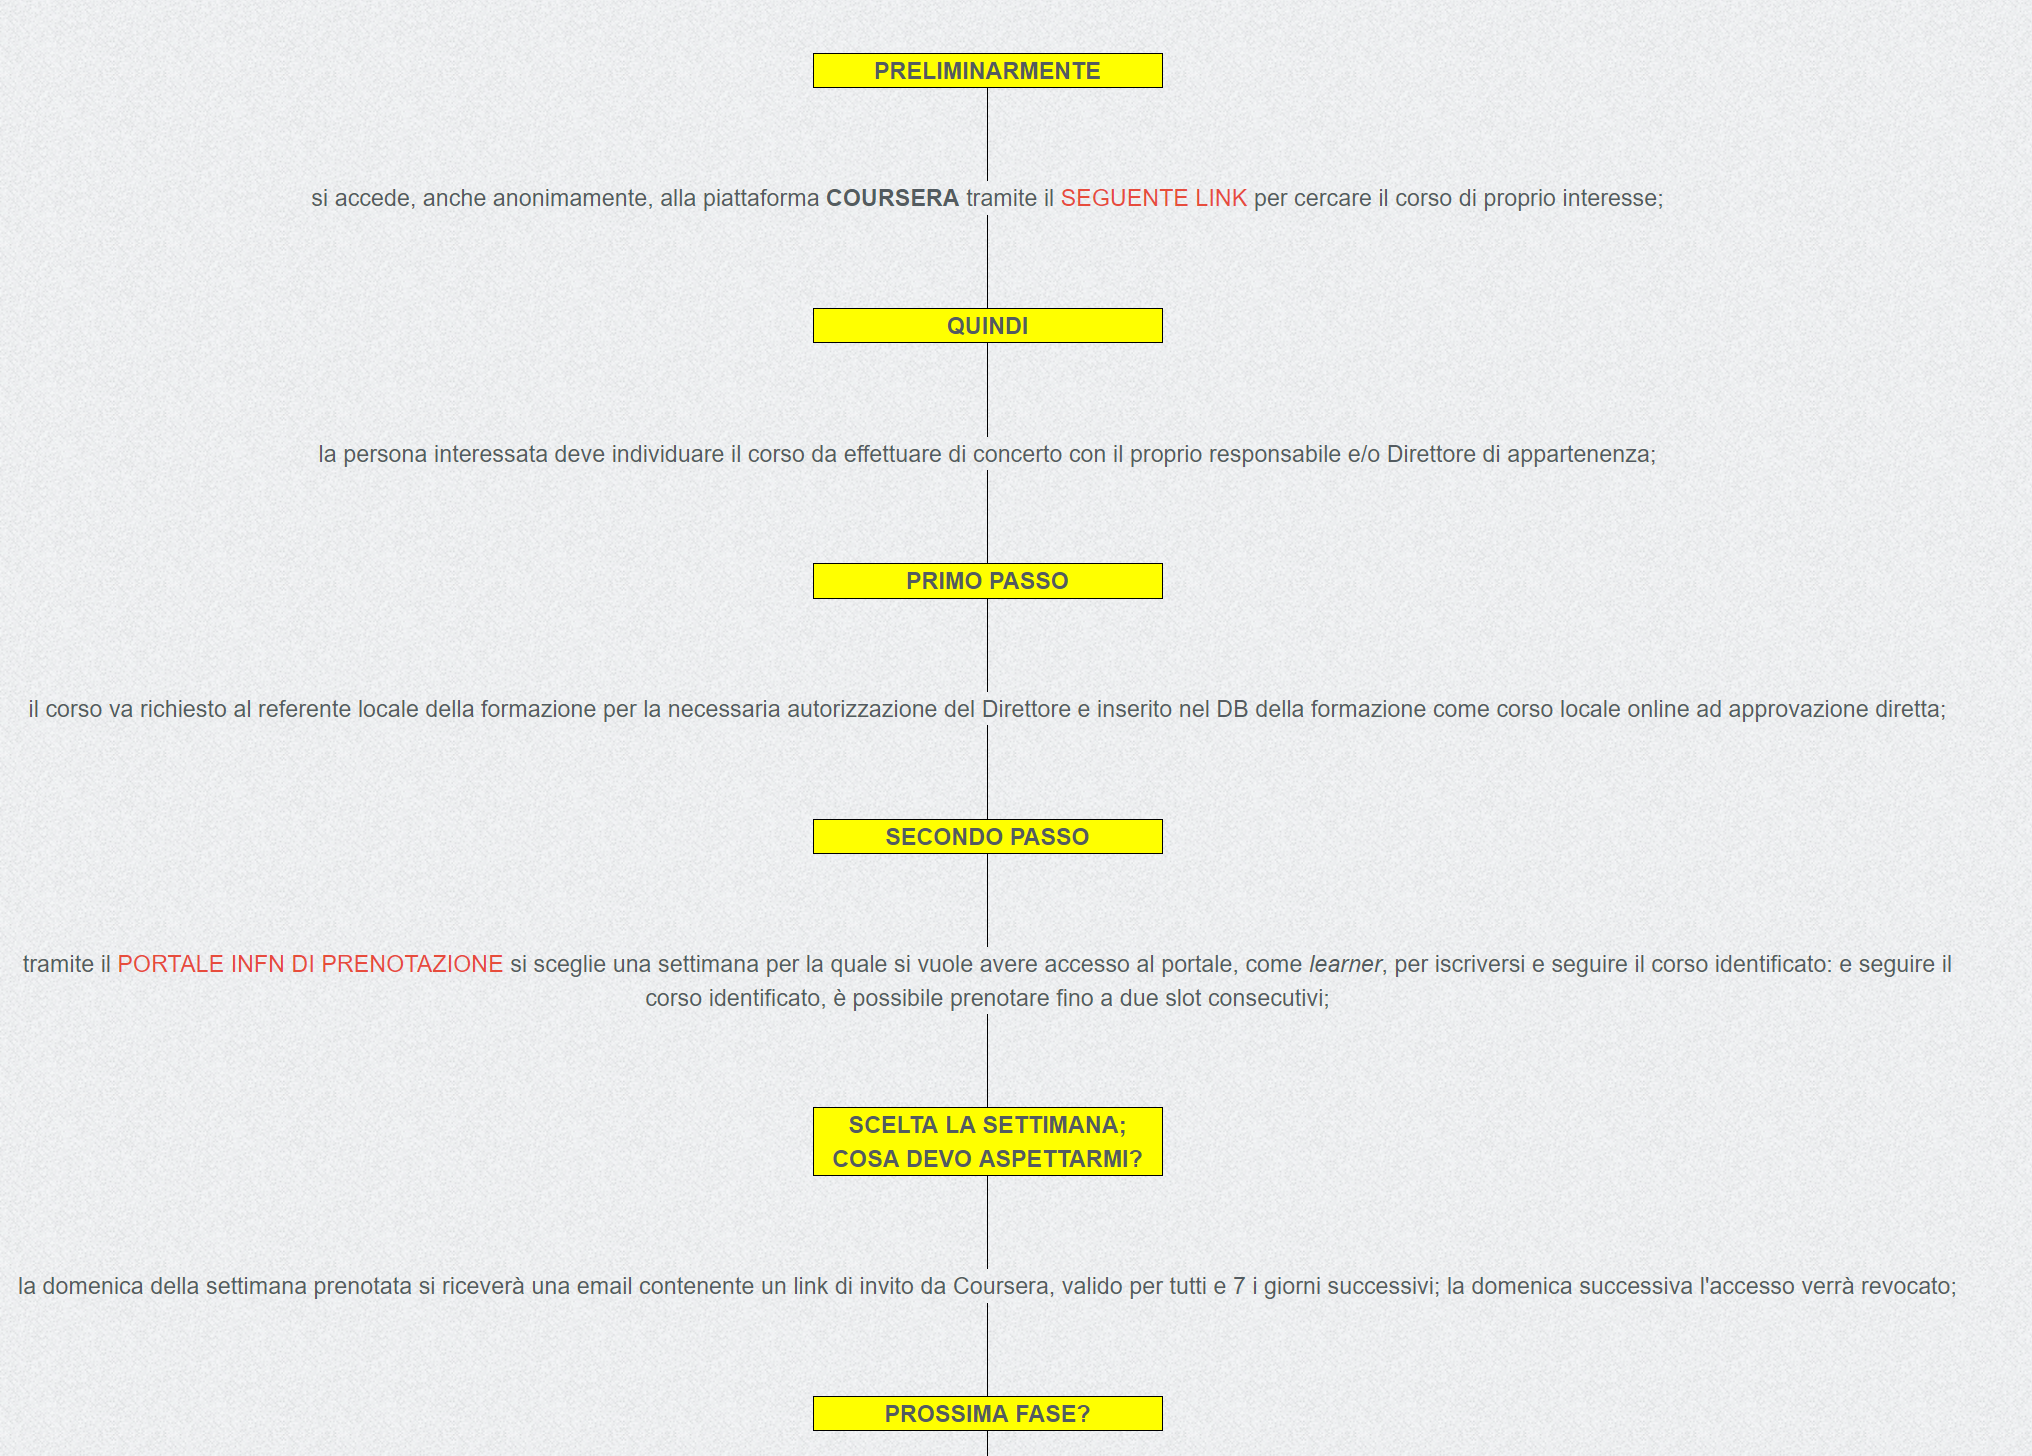 PRELIMINARMENTE
si accede, anche anonimamente, alla piattaforma COURSERA tramite il SEGUENTE LINK per cercare il corso di proprio interesse;
QUINDI
la persona interessata deve individuare il corso da effettuare di concerto con il proprio responsabile e/o Direttore di appartenenza;
PRIMO PASSO
il corso va richiesto al referente locale della formazione per la necessaria autorizzazione del Direttore e inserito nel DB della formazione come corso locale online ad approvazione diretta;
SECONDO PASSO
tramite il PORTALE INFN DI PRENOTAZIONE si sceglie una settimana per la quale si vuole avere accesso al portale, come learner, per iscriversi e seguire il corso identificato: e seguire il
corso identificato, è possibile prenotare fino a due slot consecutivi;
SCELTA LA SETTIMANA;
COSA DEVO ASPETTARMI?
la domenica della settimana prenotata si riceverà una email contenente un link di invito da Coursera, valido per tutti e 7 i giorni successivi; la domenica successiva l'accesso verrà revocato;
PROSSIMA FASE?